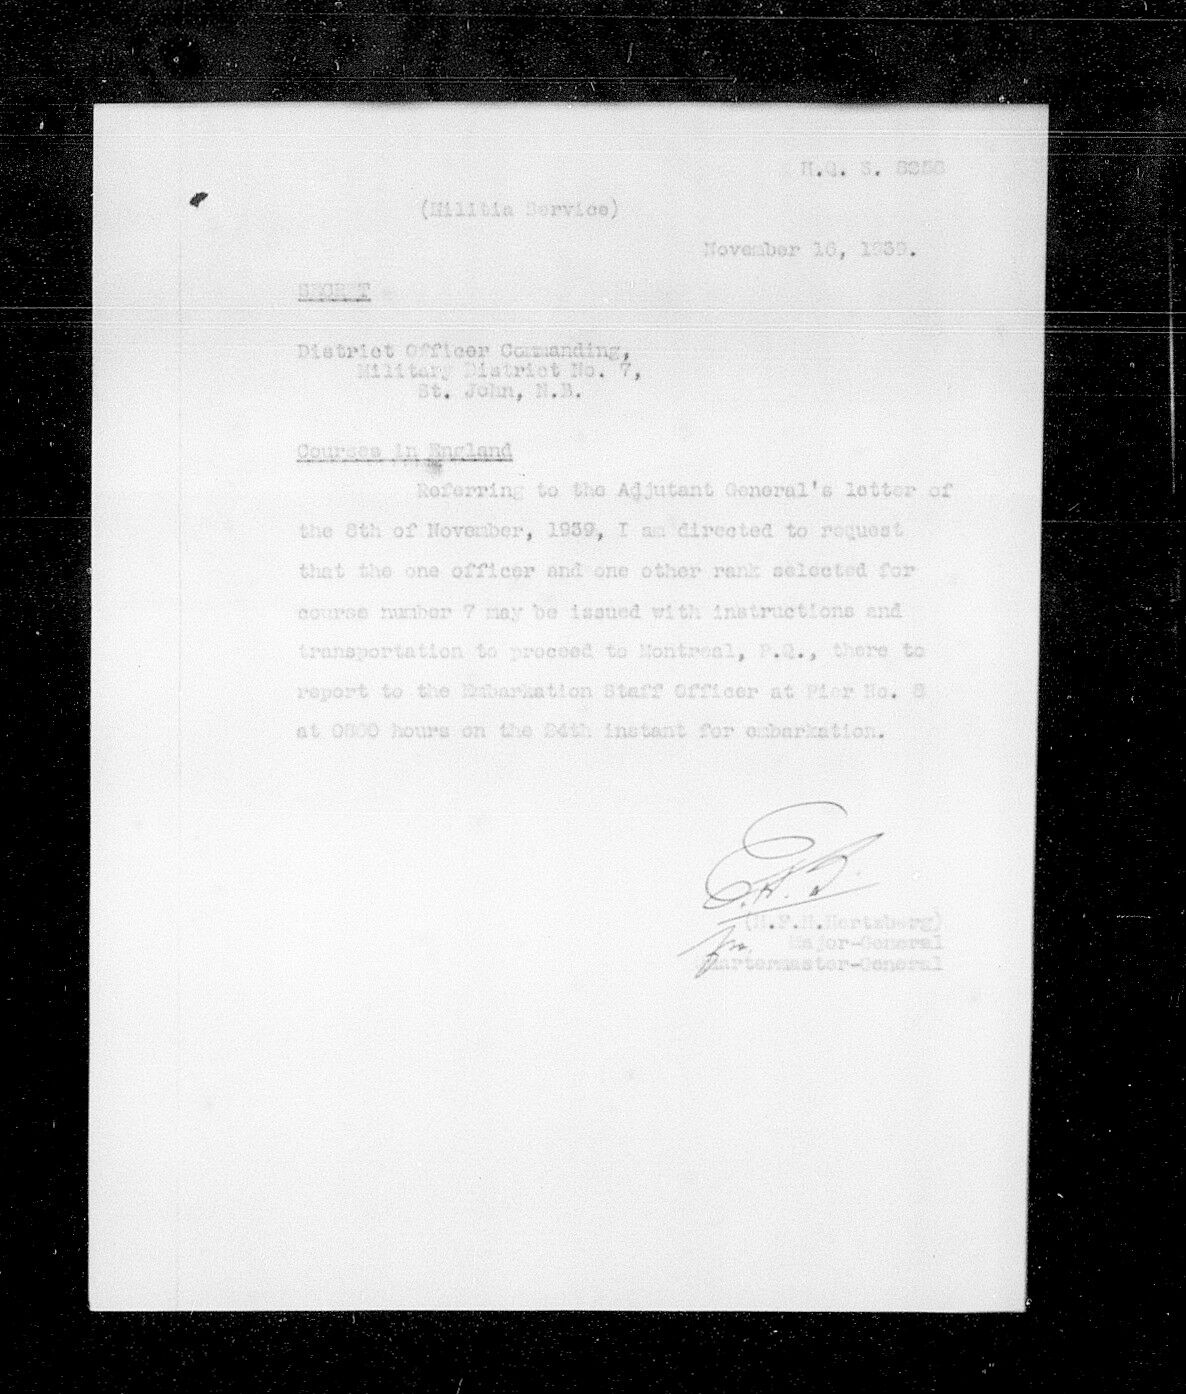 H.Q. S.
(Militia Service)
November 16, 1939.
SECRET
District Officer Commanding,
Military District No. 7,
St. John, N.B.
Courses in England
Referring to the Adjutant General's letter of
the 8th of November, 1939, I am directed to request
that the one officer and one other rank selected for
course number 7 may be issued with instructions and
transportation to proceed to Montreal, P.Q., there to
report to the Embarkation Staff Officer at Pier No. 8
at hours on the 24th instant for embarkation.
(H.F.H.Hertzberg)
for Major-General
Quartermaster-General